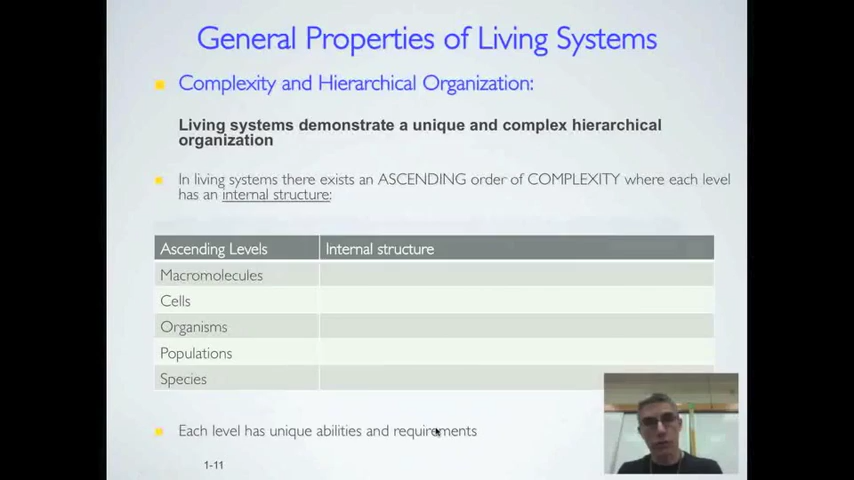 General Properties of Living Systems
Complexity and Hierarchical Organization:
Living systems demonstrate a unique and complex hierarchical
organization
In living systems there exists an ASCENDING order of COMPLEXITY where each level
has an internal structure:
Ascending Levels Internal structure
Macromolecules
Cells
Organisms
Populations
Species
Each level has unique abilities and requirements
1-11